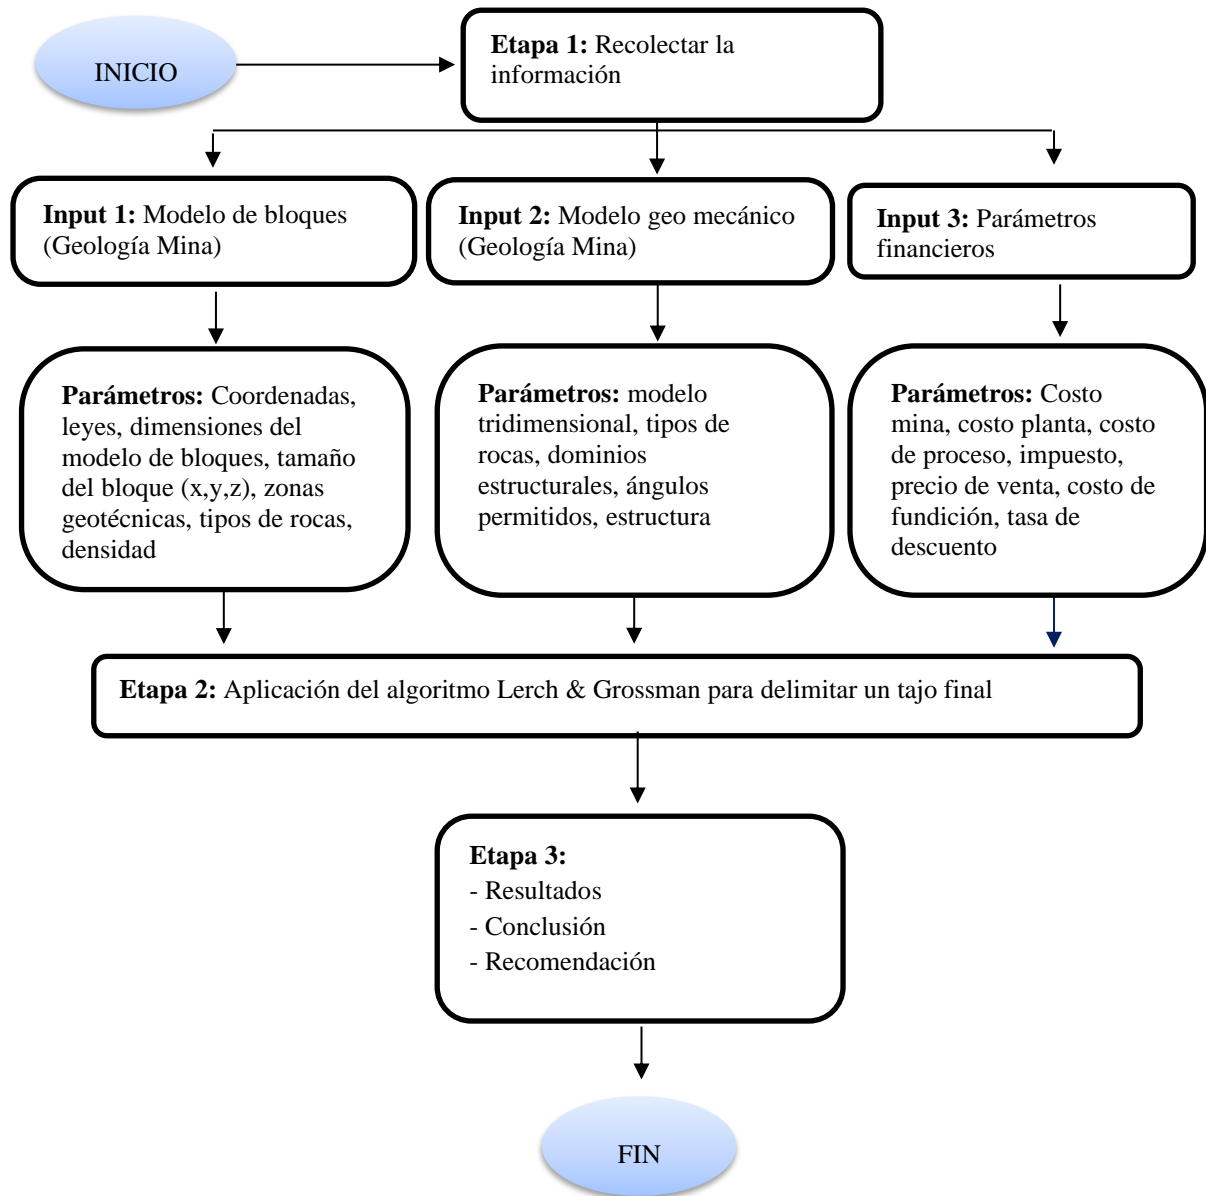 INICIO
Etapa 1: Recolectar la
información
Input 1: Modelo de bloques
(Geología Mina)
Input 2: Modelo geo mecánico
(Geología Mina)
Input 3: Parámetros
financieros
Parámetros: Coordenadas,
leyes, dimensiones del
modelo de bloques, tamaño
del bloque (x,y,z), zonas
geotécnicas, tipos de rocas,
densidad
Parámetros: modelo
tridimensional, tipos de
rocas, dominios
estructurales, ángulos
permitidos, estructura
Parámetros: Costo
mina, costo planta, costo
de proceso, impuesto,
precio de venta, costo de
fundición, tasa de
descuento
Etapa 2: Aplicación del algoritmo Lerch & Grossman para delimitar un tajo final
Etapa 3:
- Resultados
- Conclusión
- Recomendación
FIN